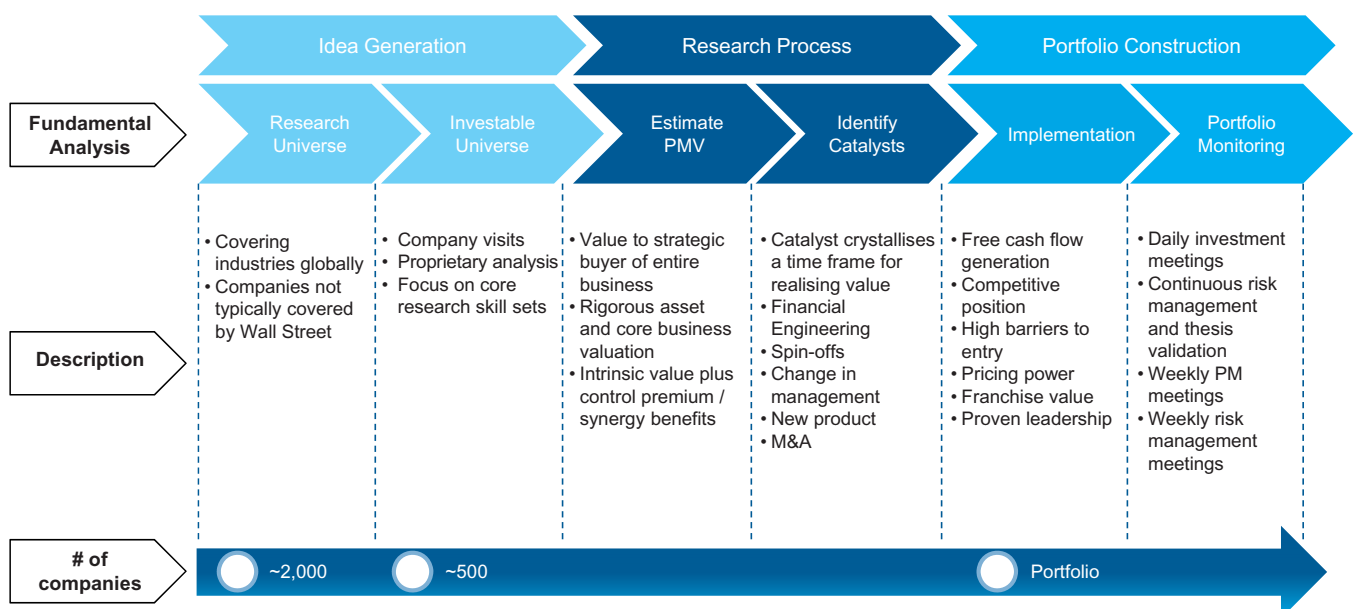 Idea Generation
Research Process
Portfolio Construction
Fundamental
Analysis
Research
Universe
Investable
Universe
Estimate
PMV
Identify
Catalysts
Implementation
Portfolio
Monitoring
Description
• Covering
industries globally
• Companies not
typically covered
by Wall Street
• Company visits
• Proprietary analysis
• Focus on core
research skill sets
• Value to strategic
buyer of entire
business
• Rigorous asset
and core business
valuation
• Intrinsic value plus
control premium /
synergy benefits
• Catalyst crystallises
a time frame for
realising value
• Financial
Engineering
• Spin-offs
• Change in
management
• New product
• M&A
• Free cash flow
generation
• Competitive
position
• High barriers to
entry
• Pricing power
• Franchise value
• Proven leadership
• Daily investment
meetings
• Continuous risk
management
and thesis
validation
• Weekly PM
meetings
• Weekly risk
management
meetings
# of
companies
~2,000
~500
Portfolio